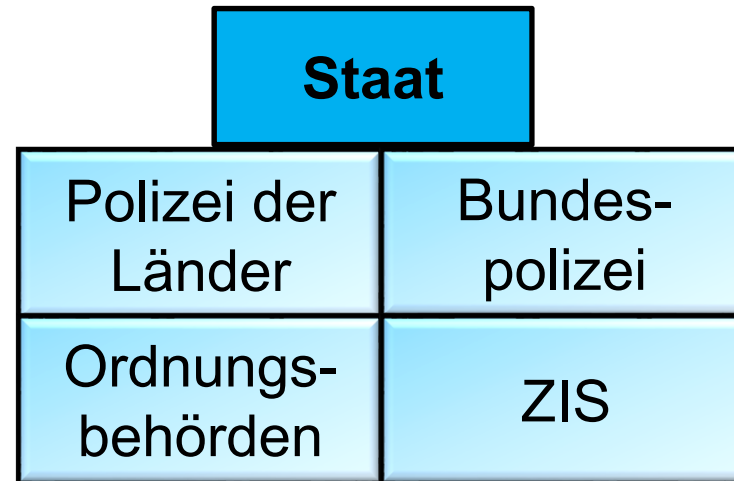 Staat
Polizei der
Länder
Bundes-
polizei
Ordnungs-
behörden
ZIS